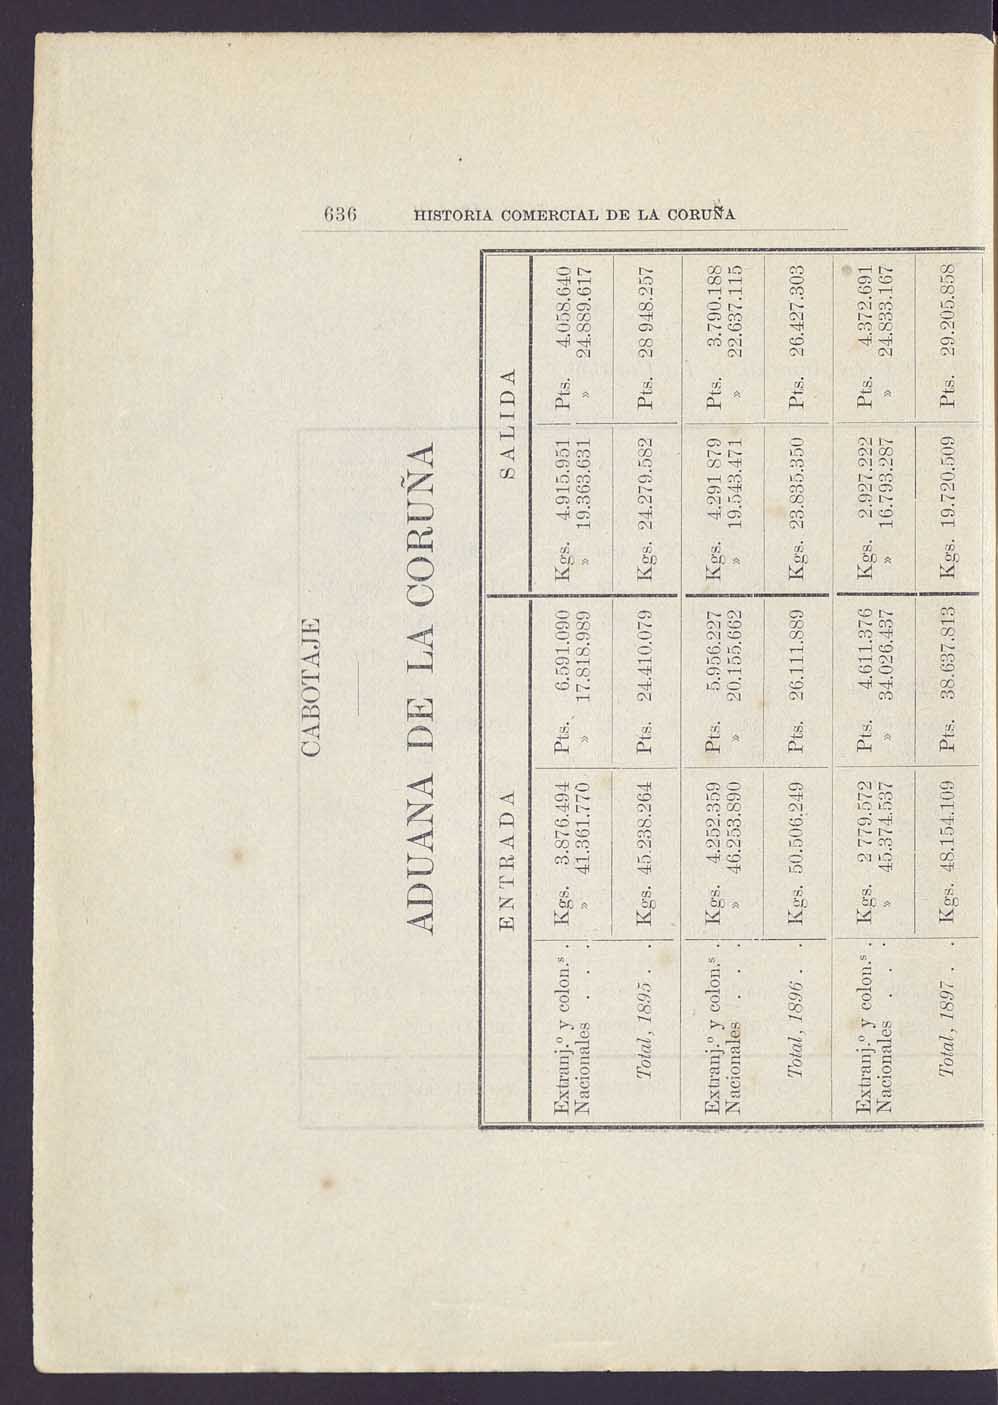 636 HISTORIA COMERCIAL DE LA CORUÑA
CABOTAJE
ADUANA DE LA CORUÑA
ENTRADA SALIDA
Extranj.º y colon.s . Kgs. 3.876.494 Pts. 6.591.090 Kgs. 4.915.951 Pts. 4.058.640
Nacionales . . . » 41.361.770 » 17.818.989 » 19.363.631 » 24.889.617
Total, 1895 . . Kgs. 45.238.264 Pts. 24.410.079 Kgs. 24.279.582 Pts. 28 948.257
Extranj.º y colon.s . Kgs. 4.252.359 Pts. 5.956.227 Kgs. 4.291 879 Pts. 3.790.188
Nacionales . . . » 46.253.890 » 20.155.662 » 19.543.471 » 22.637.115
Total, 1896 . . Kgs. 50.506.249 Pts. 26.111.889 Kgs. 23.835.350 Pts. 26.427.303
Extranj.º y colon.s . Kgs. 2 779.572 Pts. 4.611.376 Kgs. 2.927.222 Pts. 4.372.691
Nacionales . . . » 45.374.537 » 34.026.437 » 16.793.287 » 24.833.167
Total, 1897 . . Kgs. 48.154.109 Pts. 38.637.813 Kgs. 19.720.509 Pts. 29.205.858